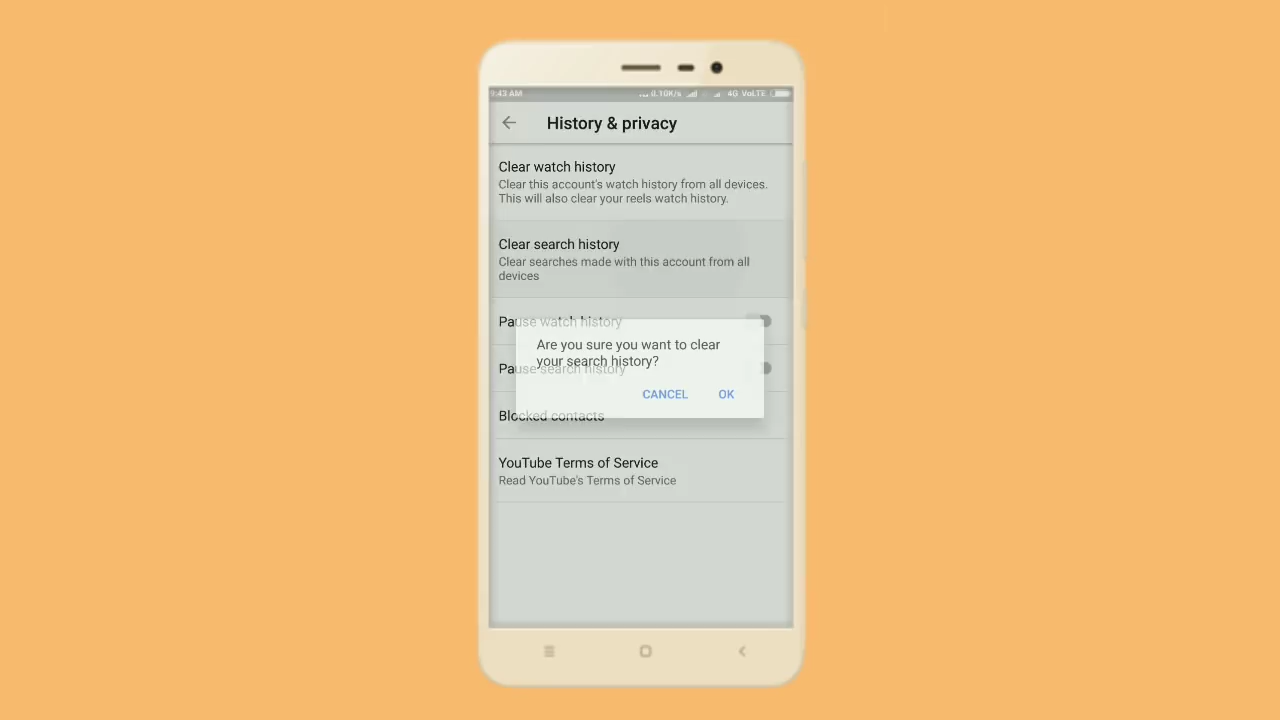 9:43 AM
... 0.10K/s 4G VoLTE
History & privacy
Clear watch history
Clear this account's watch history from all devices.
This will also clear your reels watch history.
Clear search history
Clear searches made with this account from all
devices
Pause watch history
Are you sure you want to clear
your search history?
Pause search history
CANCEL OK
Blocked contacts
YouTube Terms of Service
Read YouTube's Terms of Service